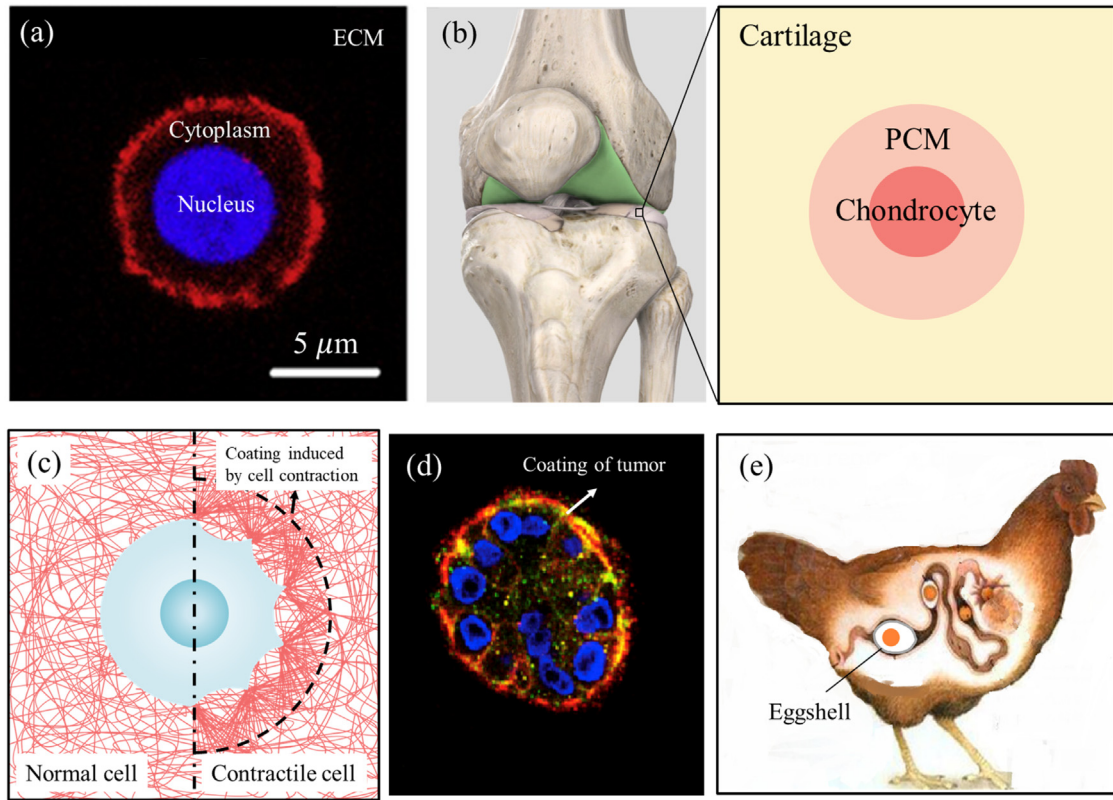 (a)
ECM
Cytoplasm
Nucleus
5 μm
(b)
Cartilage
PCM
Chondrocyte
(c)
Coating induced
by cell contraction
Normal cell
Contractile cell
(d)
Coating of tumor
(e)
Eggshell